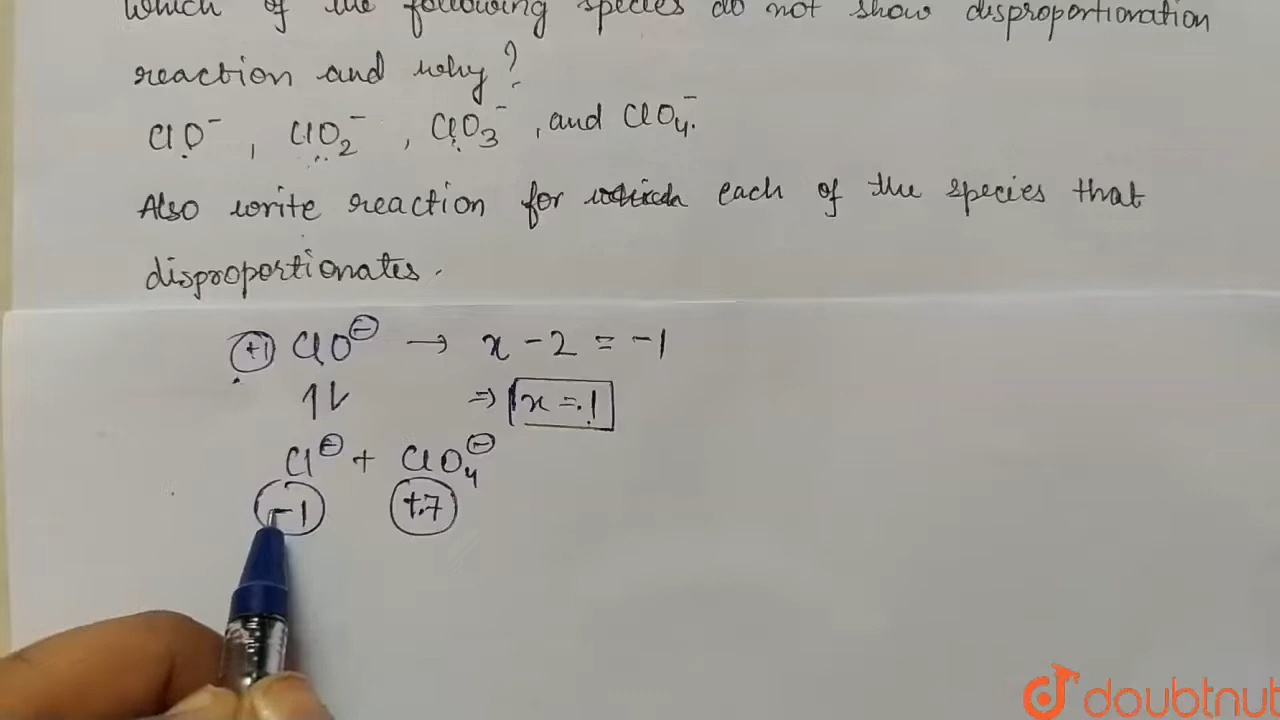 which of the following species do not show disproportionation
reaction and why?
ClO⁻, ClO₂⁻, ClO₃⁻, and ClO₄⁻.
Also write reaction for which each of the species that
disproportionates.
+1 ClO⊖ → x - 2 = -1
↿⇂ ⇒ x = 1
Cl⊖ + ClO₄⊖
-1 +7
doubtnut